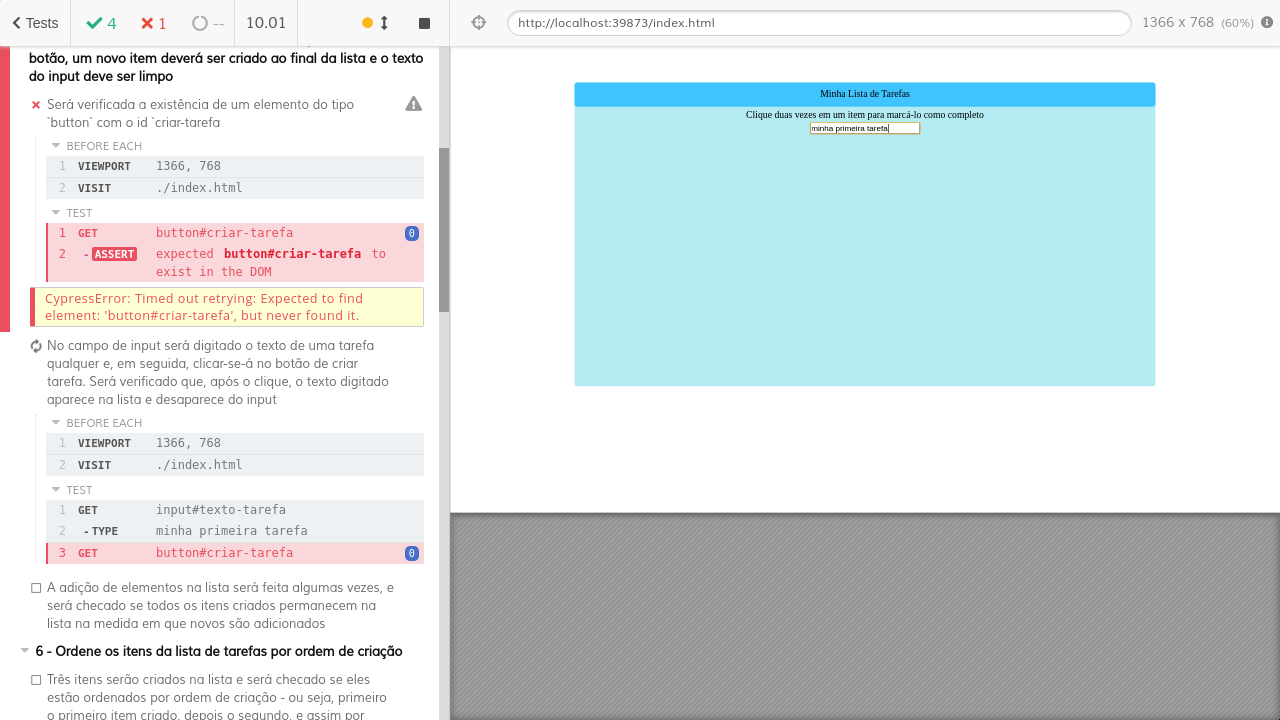 Tests
4
1
--
10.01
botão, um novo item deverá ser criado ao final da lista e o texto
do input deve ser limpo
Será verificada a existência de um elemento do tipo
`button` com o id `criar-tarefa
BEFORE EACH
1 VIEWPORT 1366, 768
2 VISIT ./index.html
TEST
1 GET button#criar-tarefa 0
2 -ASSERT expected button#criar-tarefa to
exist in the DOM
CypressError: Timed out retrying: Expected to find
element: 'button#criar-tarefa', but never found it.
No campo de input será digitado o texto de uma tarefa
qualquer e, em seguida, clicar-se-á no botão de criar
tarefa. Será verificado que, após o clique, o texto digitado
aparece na lista e desaparece do input
BEFORE EACH
1 VIEWPORT 1366, 768
2 VISIT ./index.html
TEST
1 GET input#texto-tarefa
2 -TYPE minha primeira tarefa
3 GET button#criar-tarefa 0
A adição de elementos na lista será feita algumas vezes, e
será checado se todos os itens criados permanecem na
lista na medida em que novos são adicionados
6 - Ordene os itens da lista de tarefas por ordem de criação
Três itens serão criados na lista e será checado se eles
estão ordenados por ordem de criação - ou seja, primeiro
o primeiro item criado, depois o segundo, e assim por
http://localhost:39873/index.html
1366 x 768 (60%)
Minha Lista de Tarefas
Clique duas vezes em um item para marcá-lo como completo
minha primeira tarefa